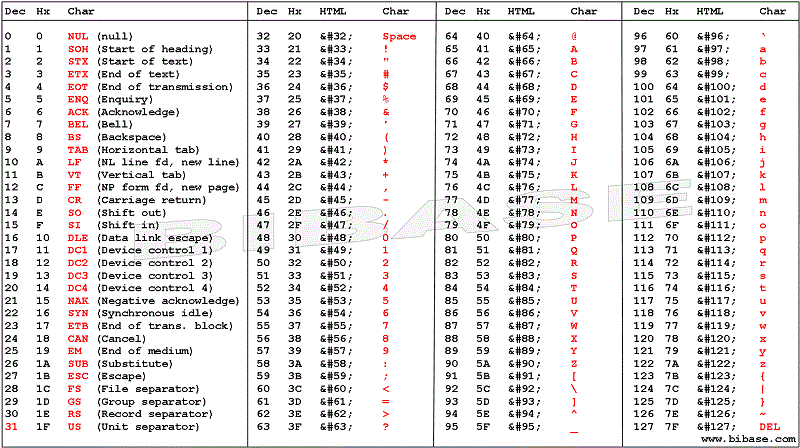 Dec Hx Char Dec Hx HTML Char Dec Hx HTML Char Dec Hx HTML Char
0 0 NUL (null) 32 20 &#32; Space 64 40 &#64; @ 96 60 &#96; `
1 1 SOH (Start of heading) 33 21 &#33; ! 65 41 &#65; A 97 61 &#97; a
2 2 STX (Start of text) 34 22 &#34; " 66 42 &#66; B 98 62 &#98; b
3 3 ETX (End of text) 35 23 &#35; # 67 43 &#67; C 99 63 &#99; c
4 4 EOT (End of transmission) 36 24 &#36; $ 68 44 &#68; D 100 64 &#100; d
5 5 ENQ (Enquiry) 37 25 &#37; % 69 45 &#69; E 101 65 &#101; e
6 6 ACK (Acknowledge) 38 26 &#38; & 70 46 &#70; F 102 66 &#102; f
7 7 BEL (Bell) 39 27 &#39; ' 71 47 &#71; G 103 67 &#103; g
8 8 BS (Backspace) 40 28 &#40; ( 72 48 &#72; H 104 68 &#104; h
9 9 TAB (Horizontal tab) 41 29 &#41; ) 73 49 &#73; I 105 69 &#105; i
10 A LF (NL line fd, new line) 42 2A &#42; * 74 4A &#74; J 106 6A &#106; j
11 B VT (Vertical tab) 43 2B &#43; + 75 4B &#75; K 107 6B &#107; k
12 C FF (NP form fd, new page) 44 2C &#44; , 76 4C &#76; L 108 6C &#108; l
13 D CR (Carriage return) 45 2D &#45; - 77 4D &#77; M 109 6D &#109; m
14 E SO (Shift out) 46 2E &#46; . 78 4E &#78; N 110 6E &#110; n
15 F SI (Shift in) 47 2F &#47; / 79 4F &#79; O 111 6F &#111; o
16 10 DLE (Data link escape) 48 30 &#48; 0 80 50 &#80; P 112 70 &#112; p
17 11 DC1 (Device control 1) 49 31 &#49; 1 81 51 &#81; Q 113 71 &#113; q
18 12 DC2 (Device control 2) 50 32 &#50; 2 82 52 &#82; R 114 72 &#114; r
19 13 DC3 (Device control 3) 51 33 &#51; 3 83 53 &#83; S 115 73 &#115; s
20 14 DC4 (Device control 4) 52 34 &#52; 4 84 54 &#84; T 116 74 &#116; t
21 15 NAK (Negative acknowledge) 53 35 &#53; 5 85 55 &#85; U 117 75 &#117; u
22 16 SYN (Synchronous idle) 54 36 &#54; 6 86 56 &#86; V 118 76 &#118; v
23 17 ETB (End of trans. block) 55 37 &#55; 7 87 57 &#87; W 119 77 &#119; w
24 18 CAN (Cancel) 56 38 &#56; 8 88 58 &#88; X 120 78 &#120; x
25 19 EM (End of medium) 57 39 &#57; 9 89 59 &#89; Y 121 79 &#121; y
26 1A SUB (Substitute) 58 3A &#58; : 90 5A &#90; Z 122 7A &#122; z
27 1B ESC (Escape) 59 3B &#59; ; 91 5B &#91; [ 123 7B &#123; {
28 1C FS (File separator) 60 3C &#60; < 92 5C &#92; \ 124 7C &#124; |
29 1D GS (Group separator) 61 3D &#61; = 93 5D &#93; ] 125 7D &#125; }
30 1E RS (Record separator) 62 3E &#62; > 94 5E &#94; ^ 126 7E &#126; ~
31 1F US (Unit separator) 63 3F &#63; ? 95 5F &#95; _ 127 7F &#127; DEL
BIBASE
www.bibase.com